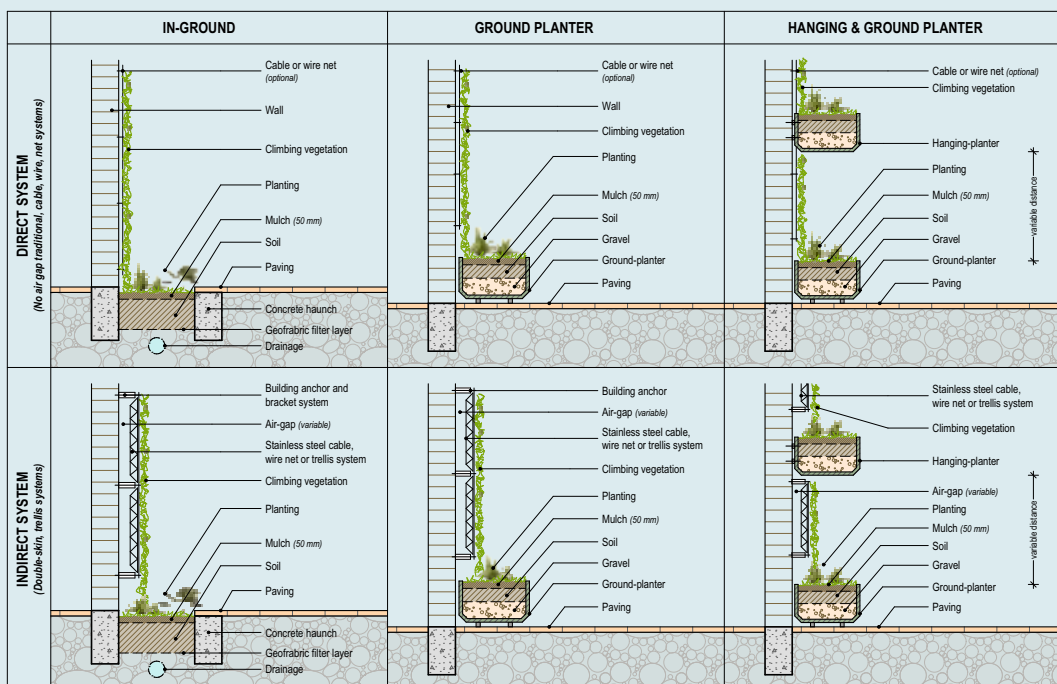 IN-GROUND
GROUND PLANTER
HANGING & GROUND PLANTER
DIRECT SYSTEM
(No air gap traditional, cable, wire, net systems)
Cable or wire net
(optional)
Wall
Climbing vegetation
Planting
Mulch (50 mm)
Soil
Paving
Concrete haunch
Geofabric filter layer
Drainage
Cable or wire net
(optional)
Wall
Climbing vegetation
Planting
Mulch (50 mm)
Soil
Gravel
Ground-planter
Paving
Cable or wire net (optional)
Climbing vegetation
Hanging-planter
Planting
Mulch (50 mm)
Soil
Gravel
Ground-planter
Paving
variable distance
INDIRECT SYSTEM
(Double-skin, trellis systems)
Building anchor and
bracket system
Air-gap (variable)
Stainless steel cable,
wire net or trellis system
Climbing vegetation
Planting
Mulch (50 mm)
Soil
Paving
Concrete haunch
Geofabric filter layer
Drainage
Building anchor
Air-gap (variable)
Stainless steel cable,
wire net or trellis system
Climbing vegetation
Planting
Mulch (50 mm)
Soil
Gravel
Ground-planter
Paving
Stainless steel cable,
wire net or trellis system
Climbing vegetation
Hanging-planter
Air-gap (variable)
Planting
Mulch (50 mm)
Soil
Gravel
Ground-planter
Paving
variable distance